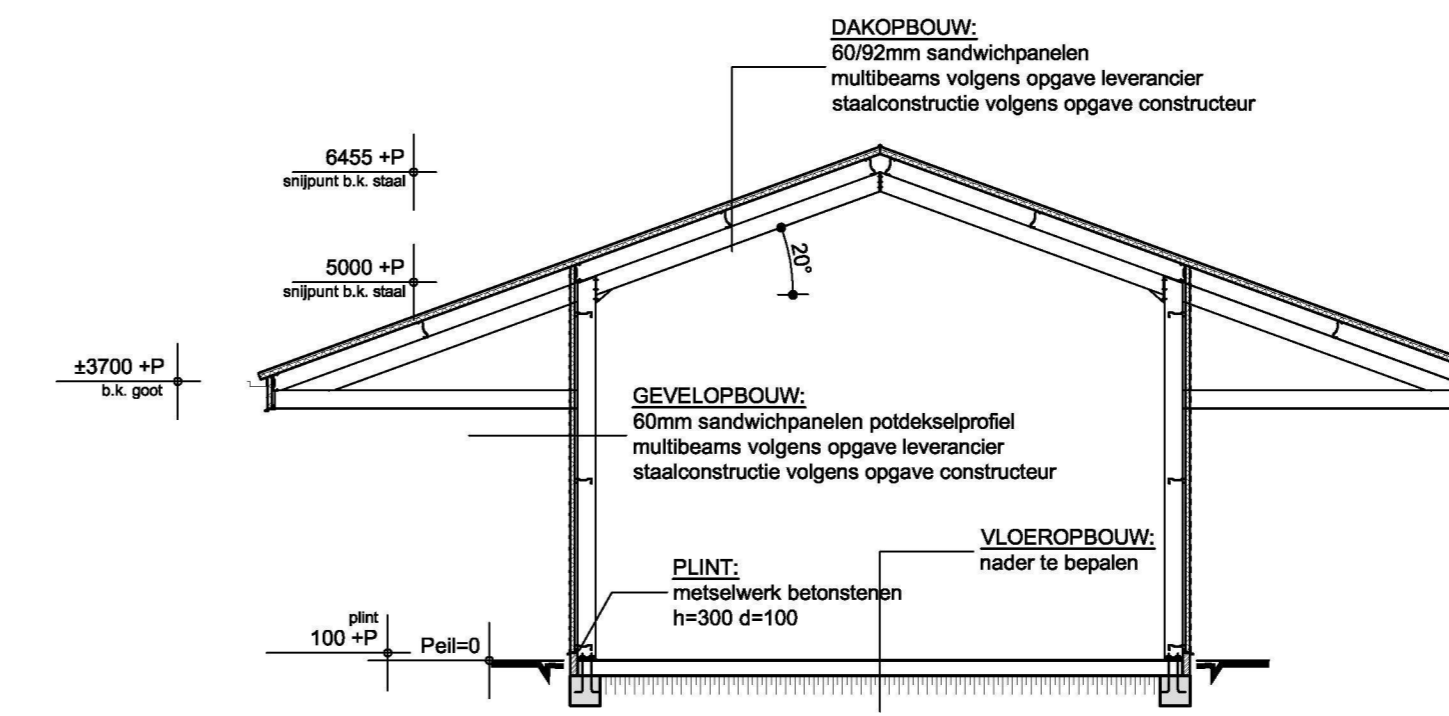 DAKOPBOUW:
60/92mm sandwichpanelen
multibeams volgens opgave leverancier
staalconstructie volgens opgave constructeur
6455 +P
snijpunt b.k. staal
5000 +P
snijpunt b.k. staal
20°
±3700 +P
b.k. goot
GEVELOPBOUW:
60mm sandwichpanelen potdekselprofiel
multibeams volgens opgave leverancier
staalconstructie volgens opgave constructeur
VLOEROPBOUW:
nader te bepalen
PLINT:
metselwerk betonstenen
h=300 d=100
plint
100 +P
Peil=0